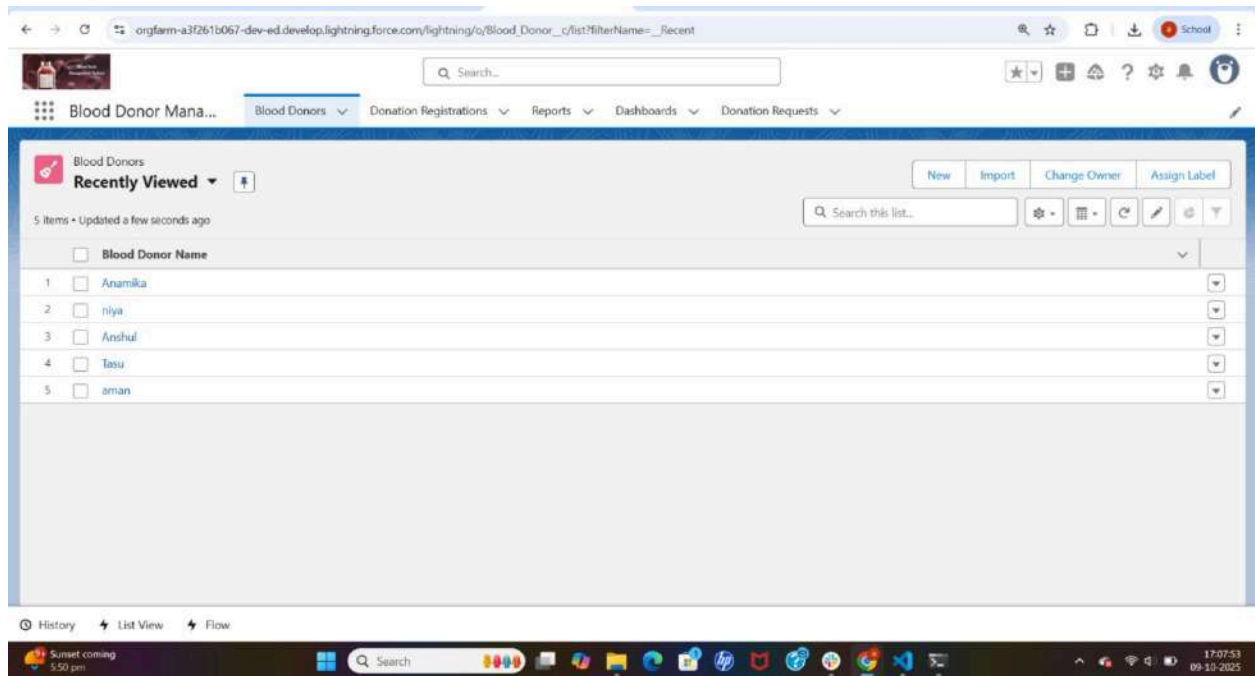 orgfarm-a3f261b067-dev-ed.develop.lightning.force.com/lightning/o/Blood_Donor__c/list?filterName=__Recent
School
Search...
Blood Donor Mana...
Blood Donors
Donation Registrations
Reports
Dashboards
Donation Requests
Blood Donors
Recently Viewed
New
Import
Change Owner
Assign Label
5 items • Updated a few seconds ago
Search this list...
Blood Donor Name
1 Anamika
2 niya
3 Anshul
4 Tasu
5 aman
History
List View
Flow
Sunset coming
5:50 pm
Search
17:07:53
09-10-2025